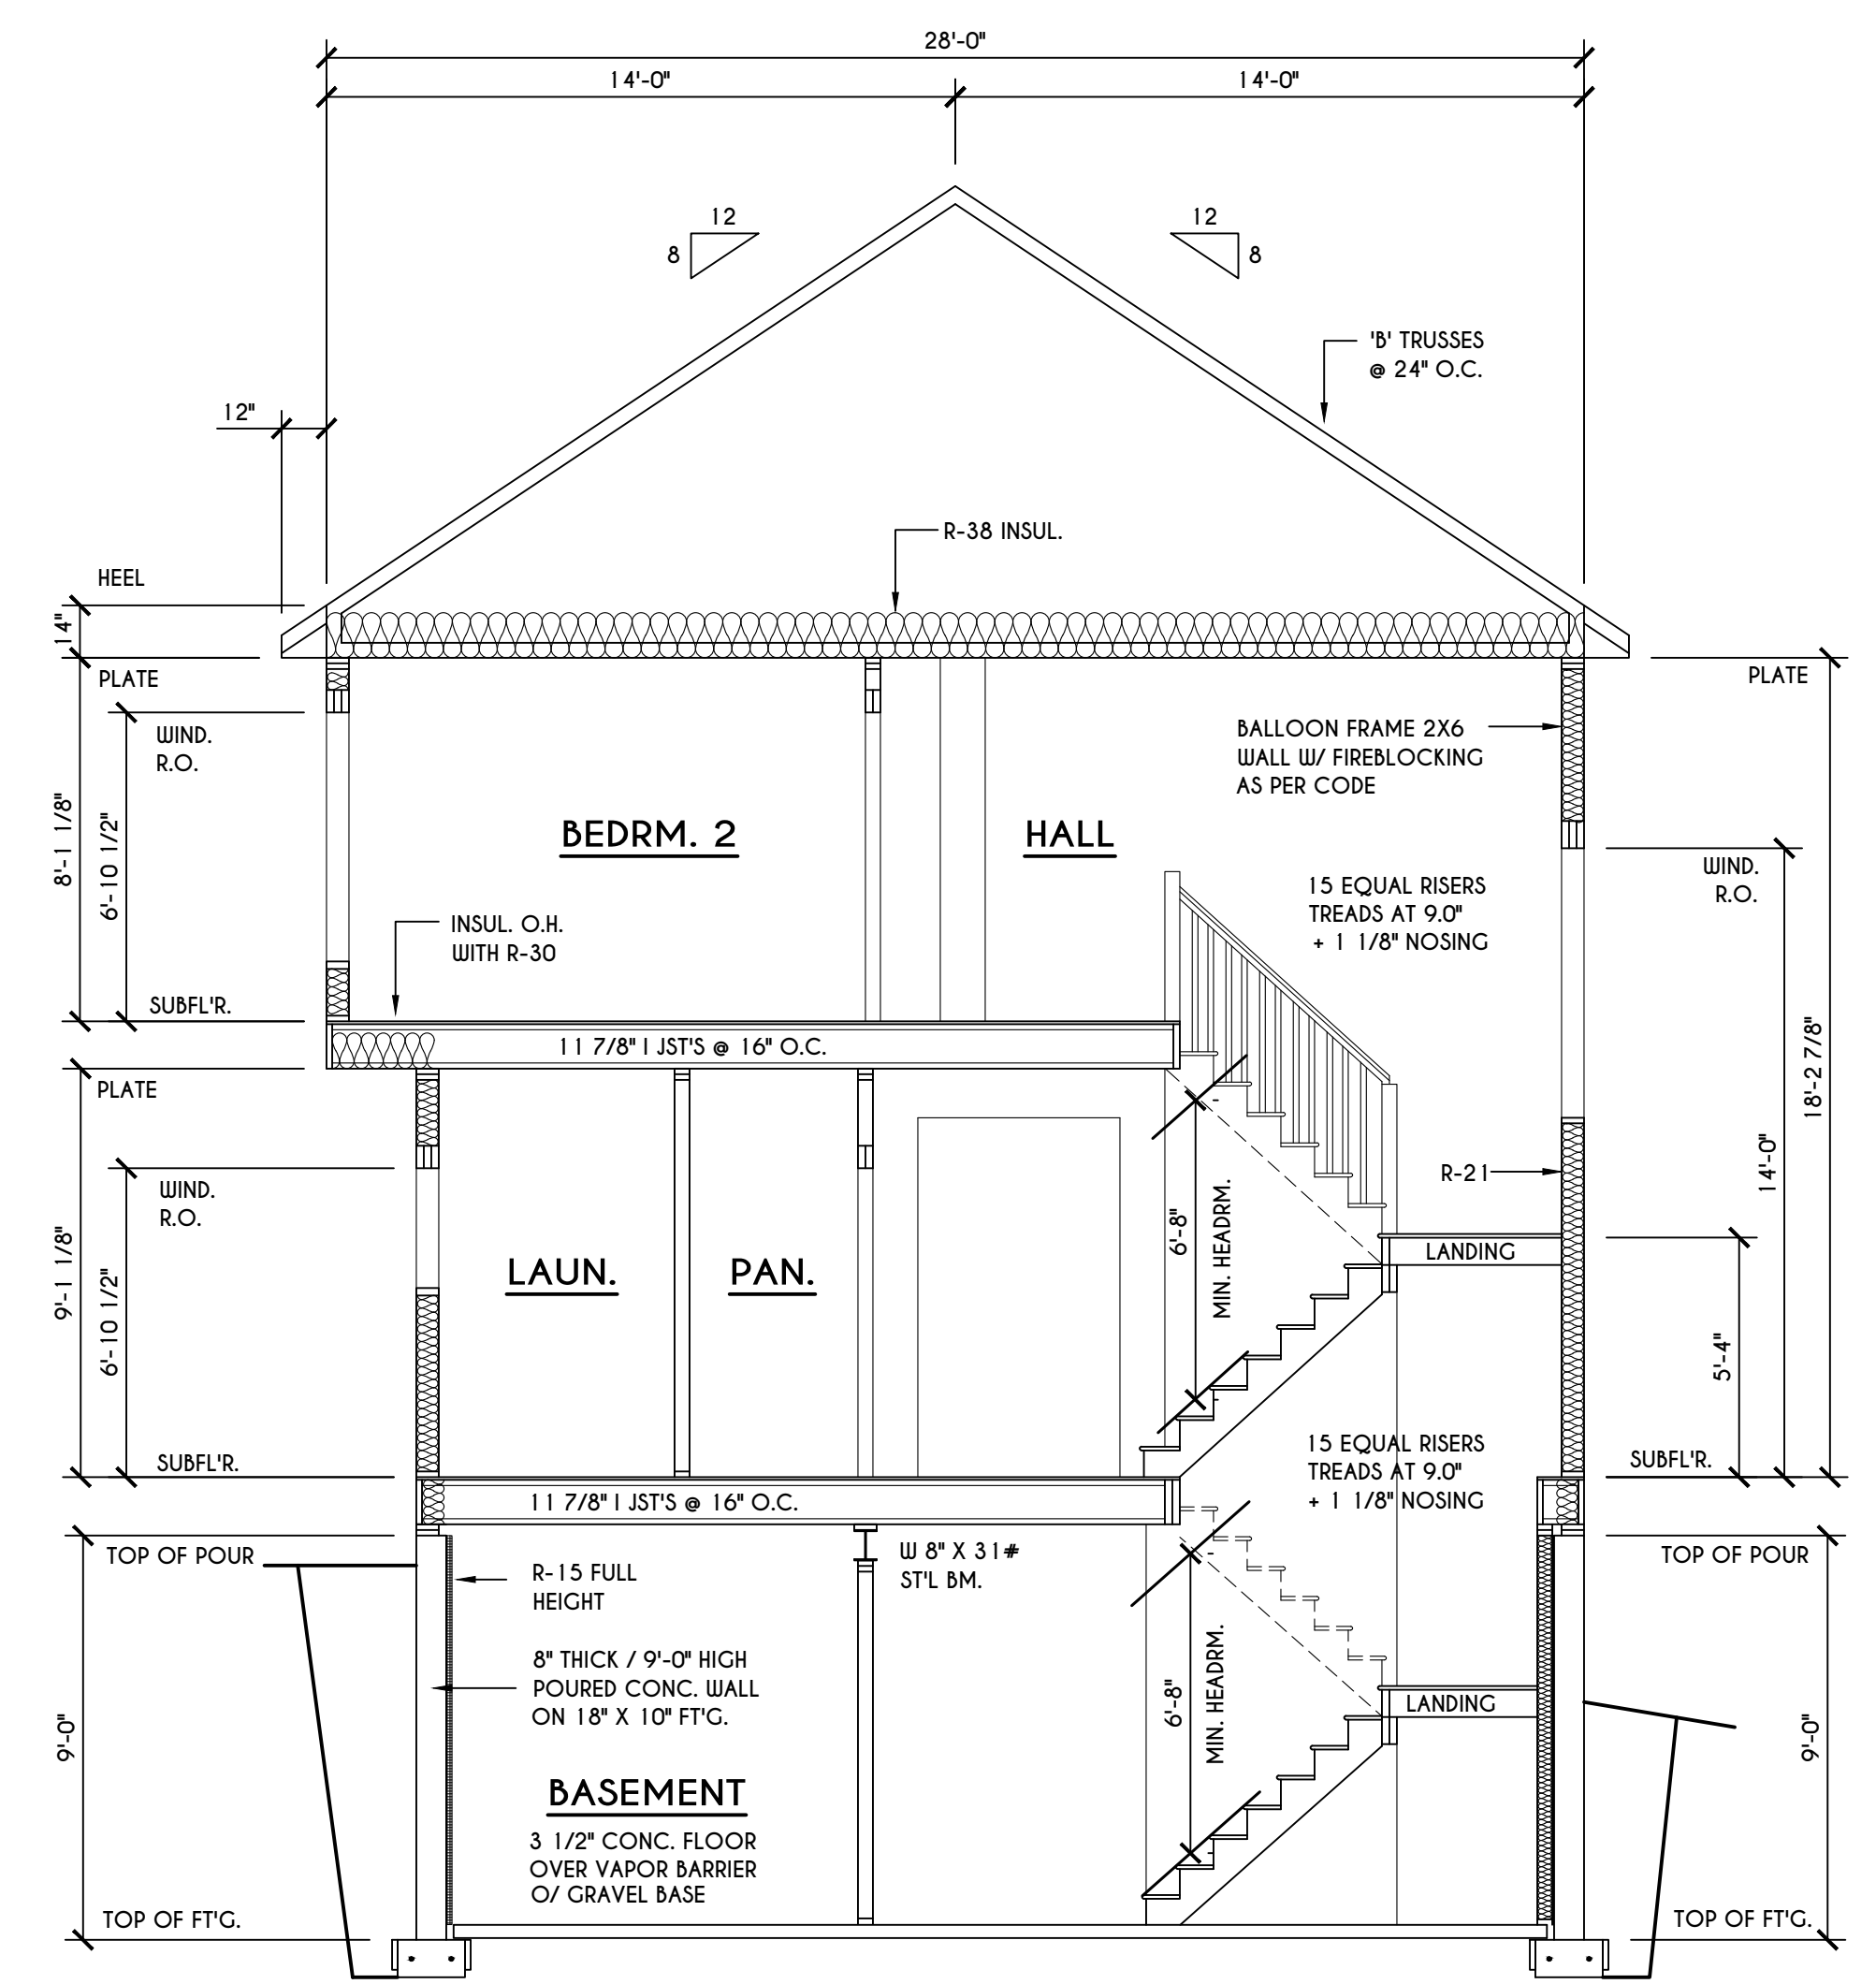 28'-0"
14'-0"
14'-0"
12
8
12
8
'B' TRUSSES
@ 24" O.C.
12"
R-38 INSUL.
HEEL
14"
PLATE
PLATE
WIND.
R.O.
8'-1 1/8"
6'-10 1/2"
BALLOON FRAME 2X6
WALL W/ FIREBLOCKING
AS PER CODE
BEDRM. 2
HALL
WIND.
R.O.
15 EQUAL RISERS
TREADS AT 9.0"
+ 1 1/8" NOSING
INSUL. O.H.
WITH R-30
SUBFL'R.
11 7/8" I JST'S @ 16" O.C.
18'-2 7/8"
PLATE
14'-0"
R-21
WIND.
R.O.
9'-1 1/8"
6'-10 1/2"
6'-8"
MIN. HEADRM.
LANDING
LAUN.
PAN.
5'-4"
15 EQUAL RISERS
TREADS AT 9.0"
+ 1 1/8" NOSING
SUBFL'R.
SUBFL'R.
11 7/8" I JST'S @ 16" O.C.
TOP OF POUR
TOP OF POUR
W 8" X 31#
ST'L BM.
R-15 FULL
HEIGHT
8" THICK / 9'-0" HIGH
POURED CONC. WALL
ON 18" X 10" FT'G.
6'-8"
MIN. HEADRM.
LANDING
9'-0"
9'-0"
BASEMENT
3 1/2" CONC. FLOOR
OVER VAPOR BARRIER
O/ GRAVEL BASE
TOP OF FT'G.
TOP OF FT'G.